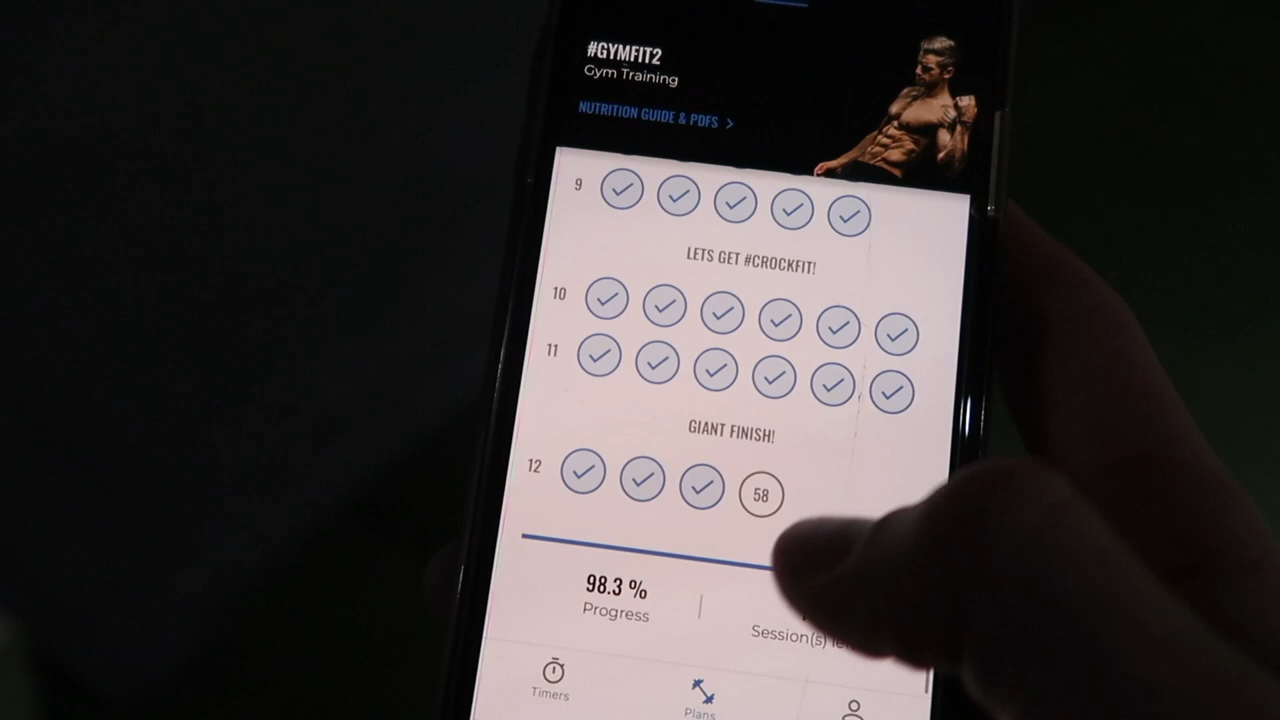 #GYMFIT2
Gym Training
NUTRITION GUIDE & PDFS >
9
LETS GET #CROCKFIT!
10
11
GIANT FINISH!
12 58
98.3 %
Progress
Session(s)
Timers
Plans